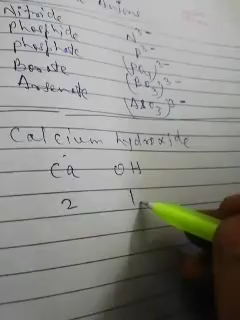 Anions
Nitride N3-
Phosphide P3-
Phosphate (PO4)3-
Borate (BO3)3-
Arsenate (AsO3)3-
Calcium hydroxide
Ca OH
2 1